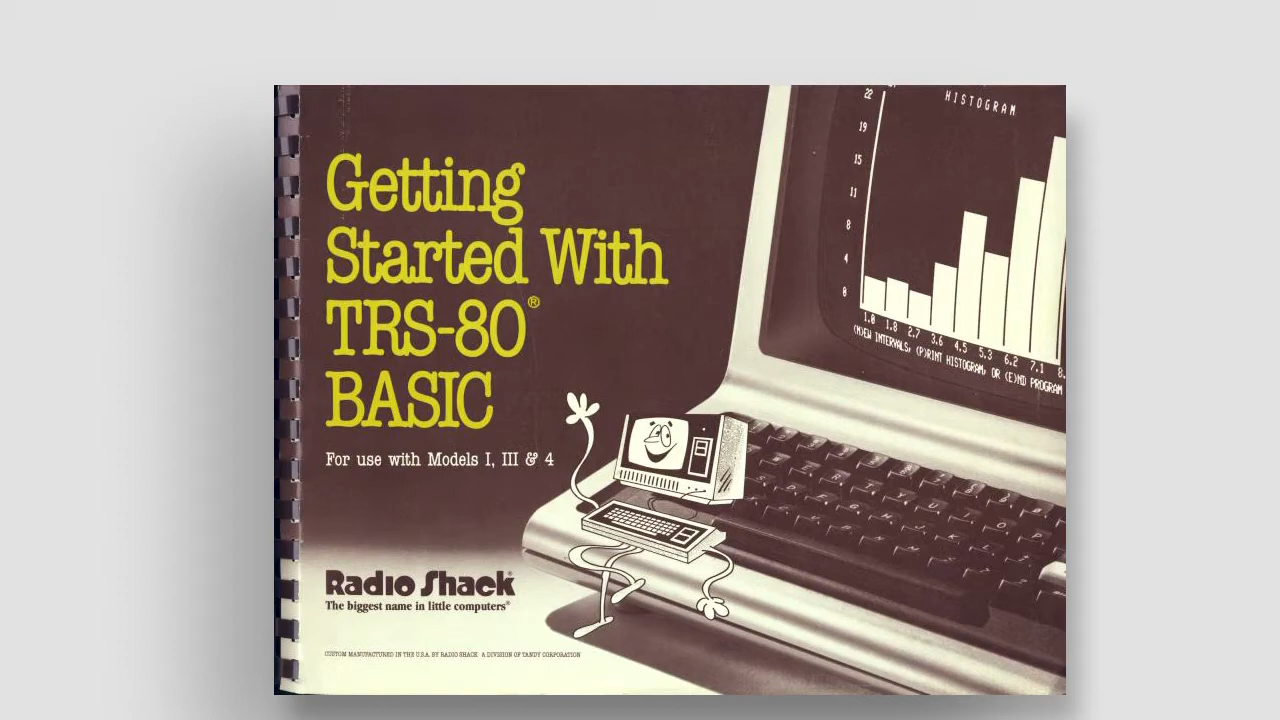 Getting
Started With
TRS-80®
BASIC
For use with Models I, III & 4
Radio Shack®
The biggest name in little computers®
CUSTOM MANUFACTURED IN THE U.S.A. BY RADIO SHACK A DIVISION OF TANDY CORPORATION
HISTOGRAM
22
19
15
11
8
4
0
1.0 1.8 2.7 3.6 4.5 5.3 6.2 7.1 8.
(N)EW INTERVALS, (P)RINT HISTOGRAM, OR (E)ND PROGRAM